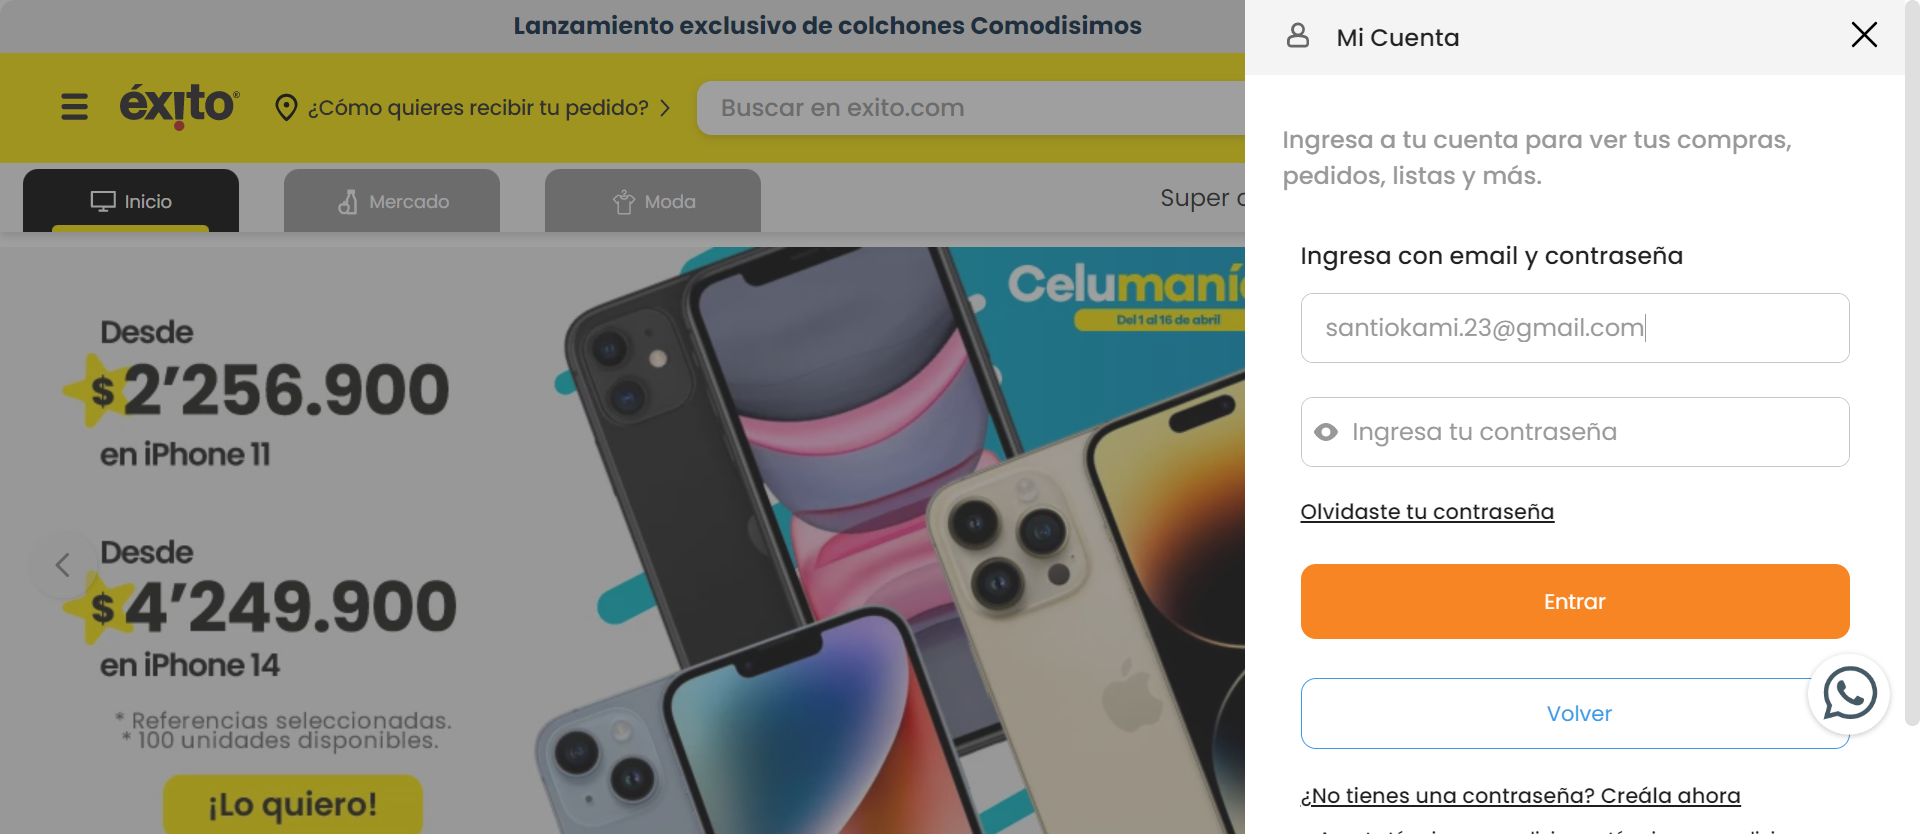 Lanzamiento exclusivo de colchones Comodisimos
éxito®
¿Cómo quieres recibir tu pedido?
Buscar en exito.com
Inicio
Mercado
Moda
Super
Desde
$2'256.900
en iPhone 11
Desde
$4'249.900
en iPhone 14
* Referencias seleccionadas.
* 100 unidades disponibles.
¡Lo quiero!
Celumanía
Del 1 al 16 de abril
Mi Cuenta
Ingresa a tu cuenta para ver tus compras,
pedidos, listas y más.
Ingresa con email y contraseña
santiokami.23@gmail.com
Ingresa tu contraseña
Olvidaste tu contraseña
Entrar
Volver
¿No tienes una contraseña? Creála ahora